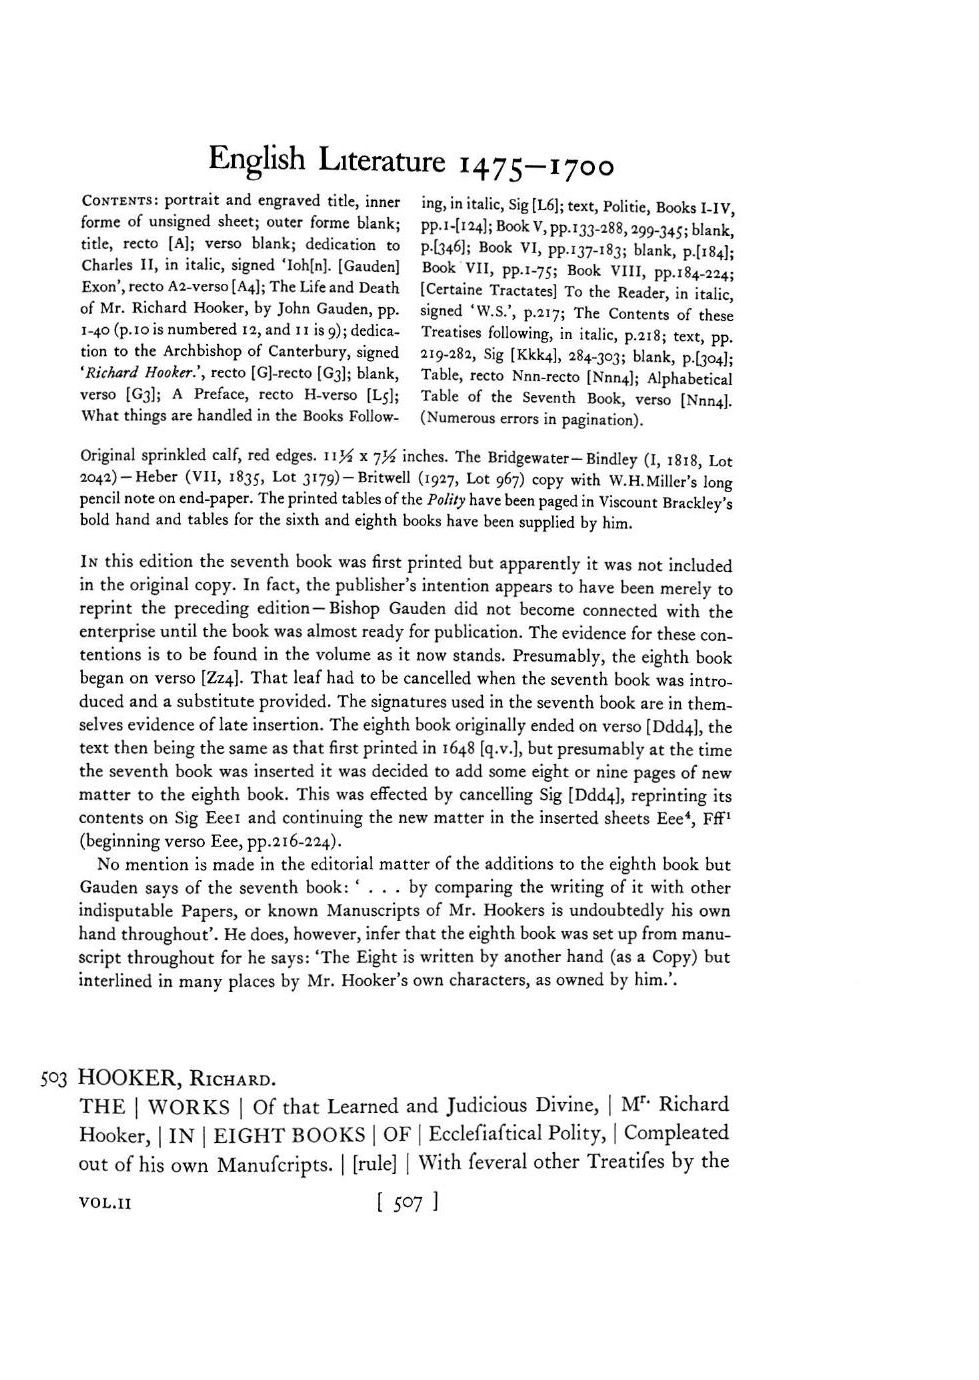 English Literature 1475—1700
CONTENTS: portrait and engraved title, inner
forme of unsigned sheet; outer forme blank;
title, recto [A]; verso blank; dedication to
Charles II, in italic, signed ‘Ioh[n]. [Gauden]
Exon’, recto A2-verso [A4]; The Life and Death
of Mr. Richard Hooker, by John Gauden, pp.
1-40 (p.10 is numbered 12, and 11 is 9); dedica-
tion to the Archbishop of Canterbury, signed
‘Richard Hooker.’, recto [G]-recto [G3]; blank,
verso [G3]; A Preface, recto H-verso [L5];
What things are handled in the Books Follow-
ing, in italic, Sig [L6]; text, Politie, Books I-IV,
pp.1-[124]; Book V, pp.133-288, 299-345; blank,
p.[346]; Book VI, pp.137-183; blank, p.[184];
Book VII, pp.1-75; Book VIII, pp.184-224;
[Certaine Tractates] To the Reader, in italic,
signed ‘W.S.’, p.217; The Contents of these
Treatises following, in italic, p.218; text, pp.
219-282, Sig [Kkk4], 284-303; blank, p.[304];
Table, recto Nnn-recto [Nnn4]; Alphabetical
Table of the Seventh Book, verso [Nnn4].
(Numerous errors in pagination).
Original sprinkled calf, red edges. 11½ x 7½ inches. The Bridgewater—Bindley (I, 1818, Lot
2042)—Heber (VII, 1835, Lot 3179)—Britwell (1927, Lot 967) copy with W.H.Miller’s long
pencil note on end-paper. The printed tables of the Polity have been paged in Viscount Brackley’s
bold hand and tables for the sixth and eighth books have been supplied by him.
IN this edition the seventh book was first printed but apparently it was not included
in the original copy. In fact, the publisher’s intention appears to have been merely to
reprint the preceding edition—Bishop Gauden did not become connected with the
enterprise until the book was almost ready for publication. The evidence for these con-
tentions is to be found in the volume as it now stands. Presumably, the eighth book
began on verso [Zz4]. That leaf had to be cancelled when the seventh book was intro-
duced and a substitute provided. The signatures used in the seventh book are in them-
selves evidence of late insertion. The eighth book originally ended on verso [Ddd4], the
text then being the same as that first printed in 1648 [q.v.], but presumably at the time
the seventh book was inserted it was decided to add some eight or nine pages of new
matter to the eighth book. This was effected by cancelling Sig [Ddd4], reprinting its
contents on Sig Eee1 and continuing the new matter in the inserted sheets Eee⁴, Fff¹
(beginning verso Eee, pp.216-224).
No mention is made in the editorial matter of the additions to the eighth book but
Gauden says of the seventh book: ‘ . . . by comparing the writing of it with other
indisputable Papers, or known Manuscripts of Mr. Hookers is undoubtedly his own
hand throughout’. He does, however, infer that the eighth book was set up from manu-
script throughout for he says: ‘The Eight is written by another hand (as a Copy) but
interlined in many places by Mr. Hooker’s own characters, as owned by him.’.
503 HOOKER, RICHARD.
THE | WORKS | Of that Learned and Judicious Divine, | Mr. Richard
Hooker, | IN | EIGHT BOOKS | OF | Eccleſiaſtical Polity, | Compleated
out of his own Manuſcripts. | [rule] | With ſeveral other Treatiſes by the
VOL.II [ 507 ]